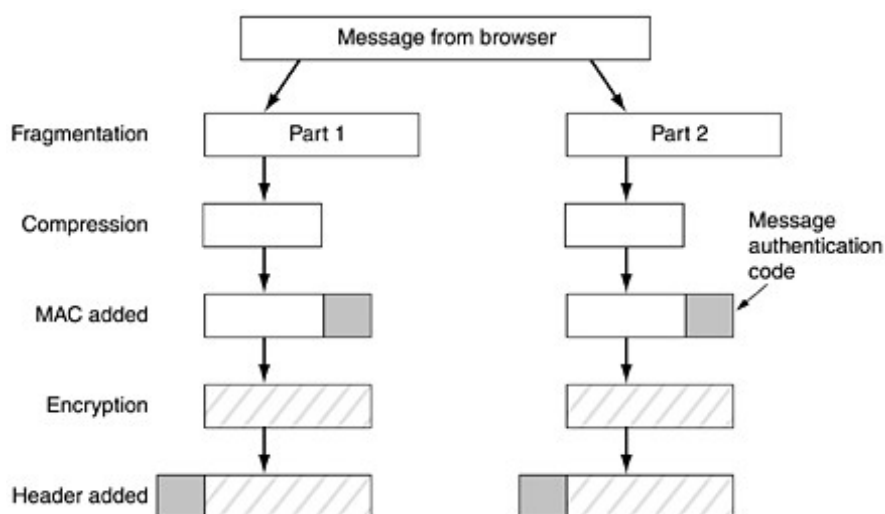 Message from browser
Fragmentation
Part 1
Part 2
Compression
Message
authentication
code
MAC added
Encryption
Header added